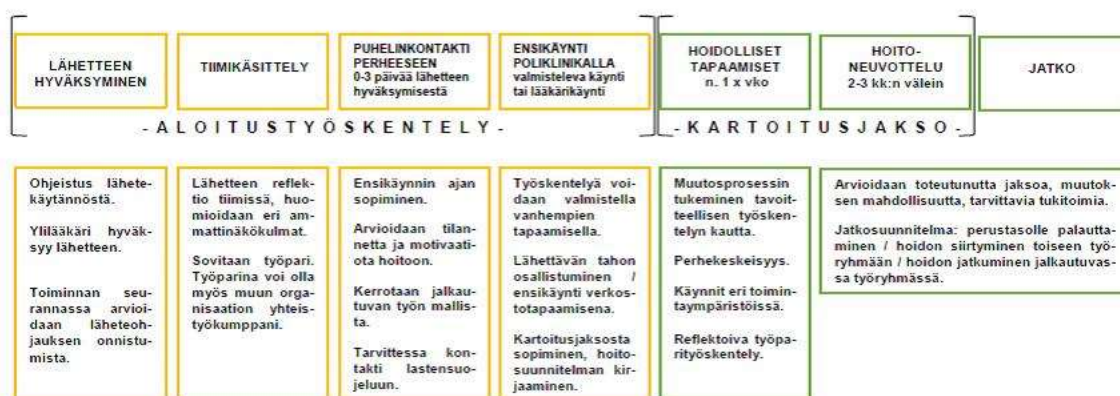 LÄHETTEEN
HYVÄKSYMINEN
TIIMIKÄSITTELY
PUHELINKONTAKTI
PERHEESEEN
0-3 päivää lähetteen
hyväksymisestä
ENSIKÄYNTI
POLIKLINIKALLA
valmisteleva käynti
tai lääkärikäynti
HOIDOLLISET
TAPAAMISET
n. 1 x vko
HOITO-
NEUVOTTELU
2-3 kk:n välein
JATKO
- A L O I T U S T Y Ö S K E N T E L Y -
- K A R T O I T U S J A K S O -
Ohjeistus lähete-
käytännöstä.
Ylilääkäri hyväk-
syy lähetteen.
Toiminnan seu-
rannassa arvioi-
daan läheteoh-
jauksen onnistu-
mista.
Lähetteen reflek-
tio tiimissä, huo-
mioidaan eri am-
mattinäkökulmat.
Sovitaan työpari.
Työparina voi olla
myös muun orga-
nisaation yhteis-
työkumppani.
Ensikäynnin ajan
sopiminen.
Arvioidaan tilan-
netta ja motivaati-
ota hoitoon.
Kerrotaan jalkau-
tuvan työn mallis-
ta.
Tarvittessa kon-
takti lastensuo-
jeluun.
Työskentelyä voi-
daan valmistella
vanhempien
tapaamisella.
Lähettävän tahon
osallistuminen /
ensikäynti verkos-
totapaamisena.
Kartoitusjaksosta
sopiminen, hoito-
suunnitelman kir-
jaaminen.
Muutosprosessin
tukeminen tavoit-
teellisen työsken-
telyn kautta.
Perhekeskeisyys.
Käynnit eri toimin-
taympäristöissä.
Reflektoiva työpa-
rityöskentely.
Arvioidaan toteutunutta jaksoa, muutok-
sen mahdollisuutta, tarvittavia tukitoimia.
Jatkosuunnitelma: perustasolle palautta-
minen / hoidon siirtyminen toiseen työ-
ryhmään / hoidon jatkuminen jalkautuvas-
sa työryhmässä.